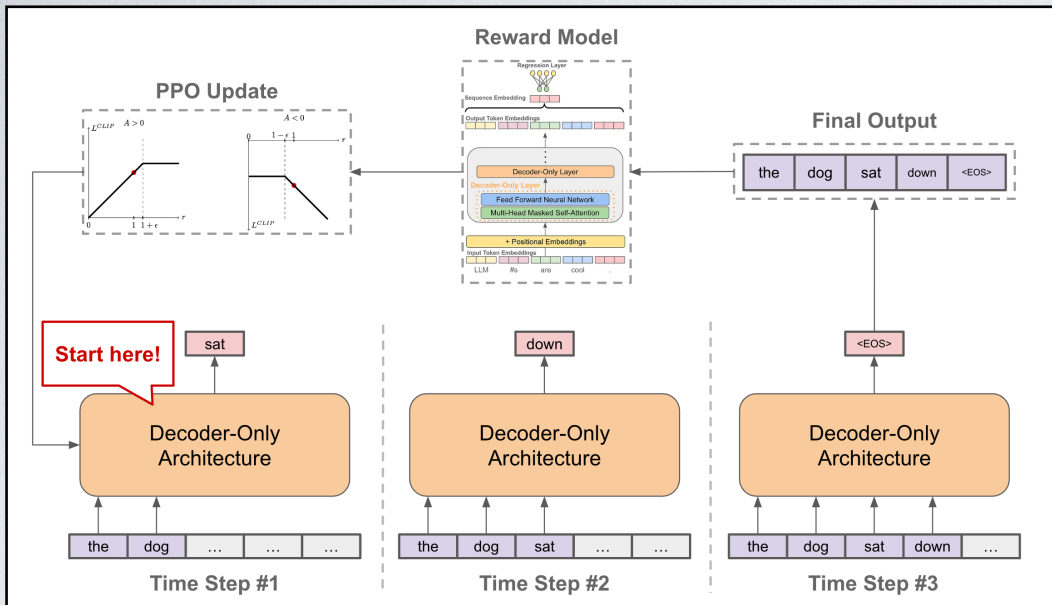 Reward Model
PPO Update
Final Output
Regression Layer
Sequence Embedding
Output Token Embeddings
Decoder-Only Layer
Decoder-Only Layer
Feed Forward Neural Network
Multi-Head Masked Self-Attention
+ Positional Embeddings
Input Token Embeddings
LLM #s are cool .
L^CLIP A > 0
0 1 1 + ϵ r
A < 0
0 1 − ϵ 1 r
L^CLIP
the dog sat down <EOS>
Start here!
sat
down
<EOS>
Decoder-Only
Architecture
Decoder-Only
Architecture
Decoder-Only
Architecture
the dog ... ... ...
the dog sat ... ...
the dog sat down ...
Time Step #1
Time Step #2
Time Step #3